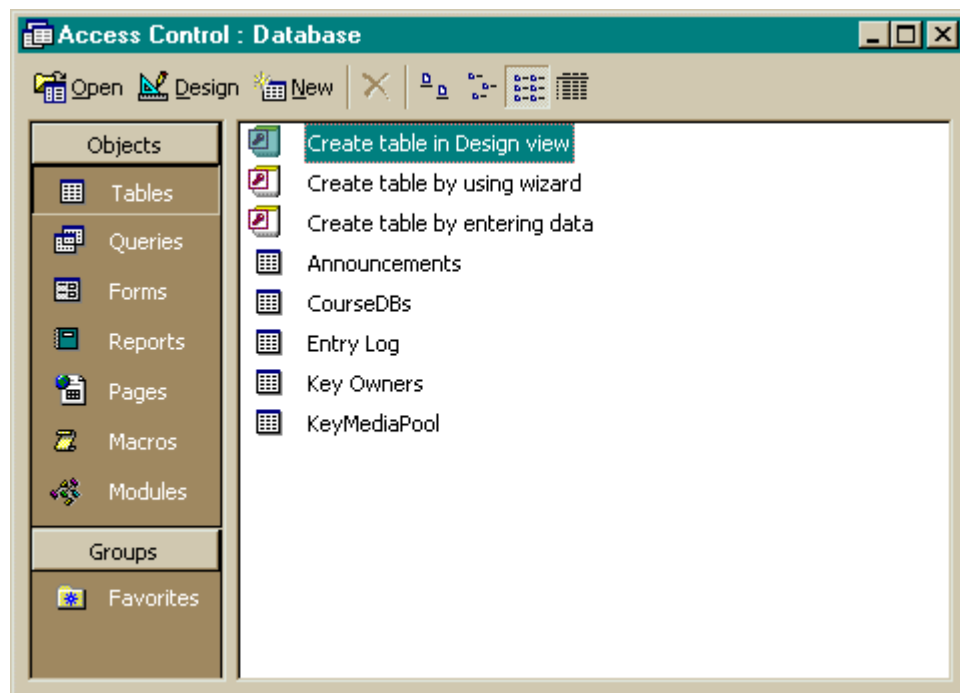 Access Control : Database
Open Design New
Objects
Tables
Queries
Forms
Reports
Pages
Macros
Modules
Groups
Favorites
Create table in Design view
Create table by using wizard
Create table by entering data
Announcements
CourseDBs
Entry Log
Key Owners
KeyMediaPool